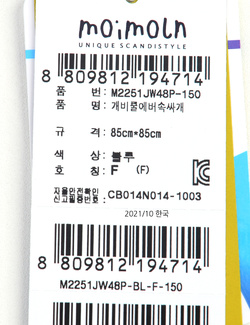 moimoln
UNIQUE SCANDISTYLE
8 809812 194714
품 번: M2251JW48P-150
품 명: 개비쿨에버속싸개
규 격: 85cm*85cm
색 상: 블루
호 칭: F (F)
자율안전확인
신고필증번호 : CB014N014-1003
2021/10 한국
8 809812 194714
M2251JW48P-BL-F-150